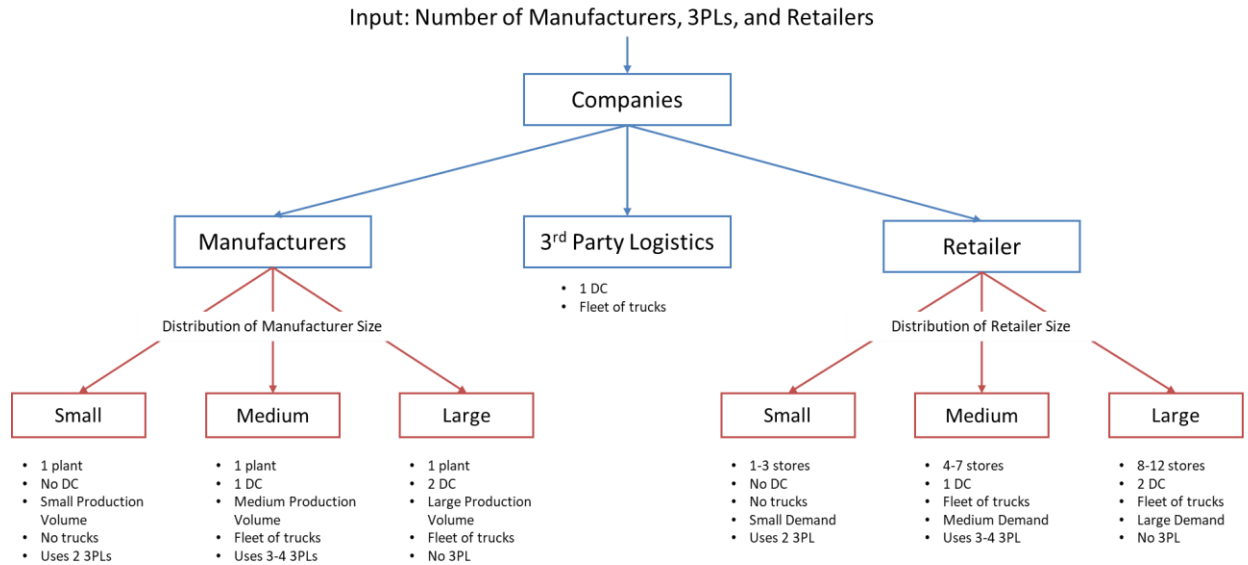 Input: Number of Manufacturers, 3PLs, and Retailers
Companies
Manufacturers
3rd Party Logistics
Retailer
• 1 DC
• Fleet of trucks
Distribution of Manufacturer Size
Distribution of Retailer Size
Small
Medium
Large
Small
Medium
Large
• 1 plant
• No DC
• Small Production
Volume
• No trucks
• Uses 2 3PLs
• 1 plant
• 1 DC
• Medium Production
Volume
• Fleet of trucks
• Uses 3-4 3PLs
• 1 plant
• 2 DC
• Large Production
Volume
• Fleet of trucks
• No 3PL
• 1-3 stores
• No DC
• No trucks
• Small Demand
• Uses 2 3PL
• 4-7 stores
• 1 DC
• Fleet of trucks
• Medium Demand
• Uses 3-4 3PL
• 8-12 stores
• 2 DC
• Fleet of trucks
• Large Demand
• No 3PL